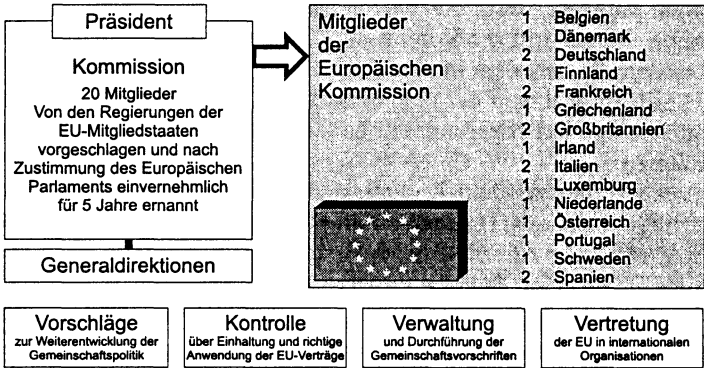 Präsident
Kommission
20 Mitglieder
Von den Regierungen der
EU-Mitgliedstaaten
vorgeschlagen und nach
Zustimmung des Europäischen
Parlaments einvernehmlich
für 5 Jahre ernannt
Generaldirektionen
Mitglieder
der
Europäischen
Kommission
1 Belgien
1 Dänemark
2 Deutschland
1 Finnland
2 Frankreich
1 Griechenland
2 Großbritannien
1 Irland
2 Italien
1 Luxemburg
1 Niederlande
1 Österreich
1 Portugal
1 Schweden
2 Spanien
Vorschläge
zur Weiterentwicklung der
Gemeinschaftspolitik
Kontrolle
über Einhaltung und richtige
Anwendung der EU-Verträge
Verwaltung
und Durchführung der
Gemeinschaftsvorschriften
Vertretung
der EU in internationalen
Organisationen